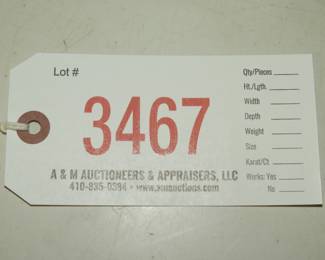 Lot #
3467
A & M AUCTIONEERS & APPRAISERS, LLC
410-835-0384 • www.amauctions.com
Qty/Pieces
Ht./Lgth.
Width
Depth
Weight
Size
Karat/Ct
Works: Yes
No